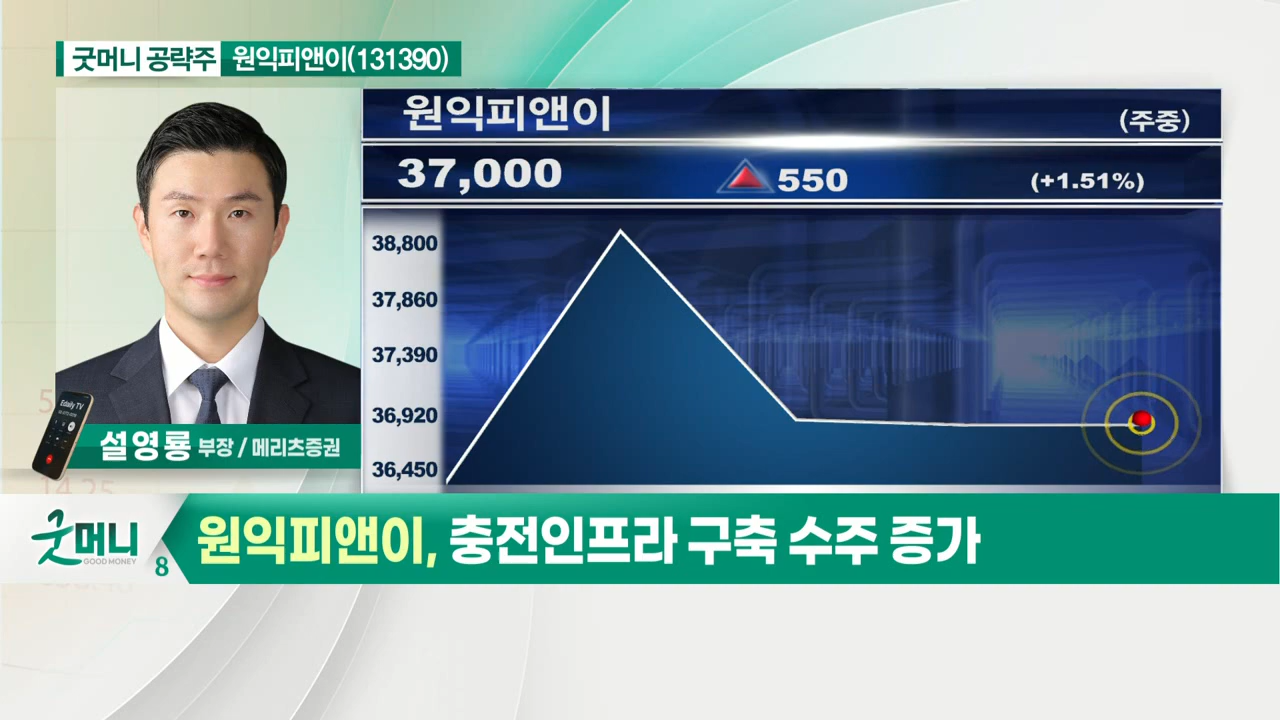 굿머니 공략주 원익피앤이(131390)
원익피앤이 (주중)
37,000 550 (+1.51%)
38,800
37,860
37,390
36,920
36,450
Edaily TV
설영룡 부장 / 메리츠증권
굿머니
GOOD MONEY
8
원익피앤이, 충전인프라 구축 수주 증가